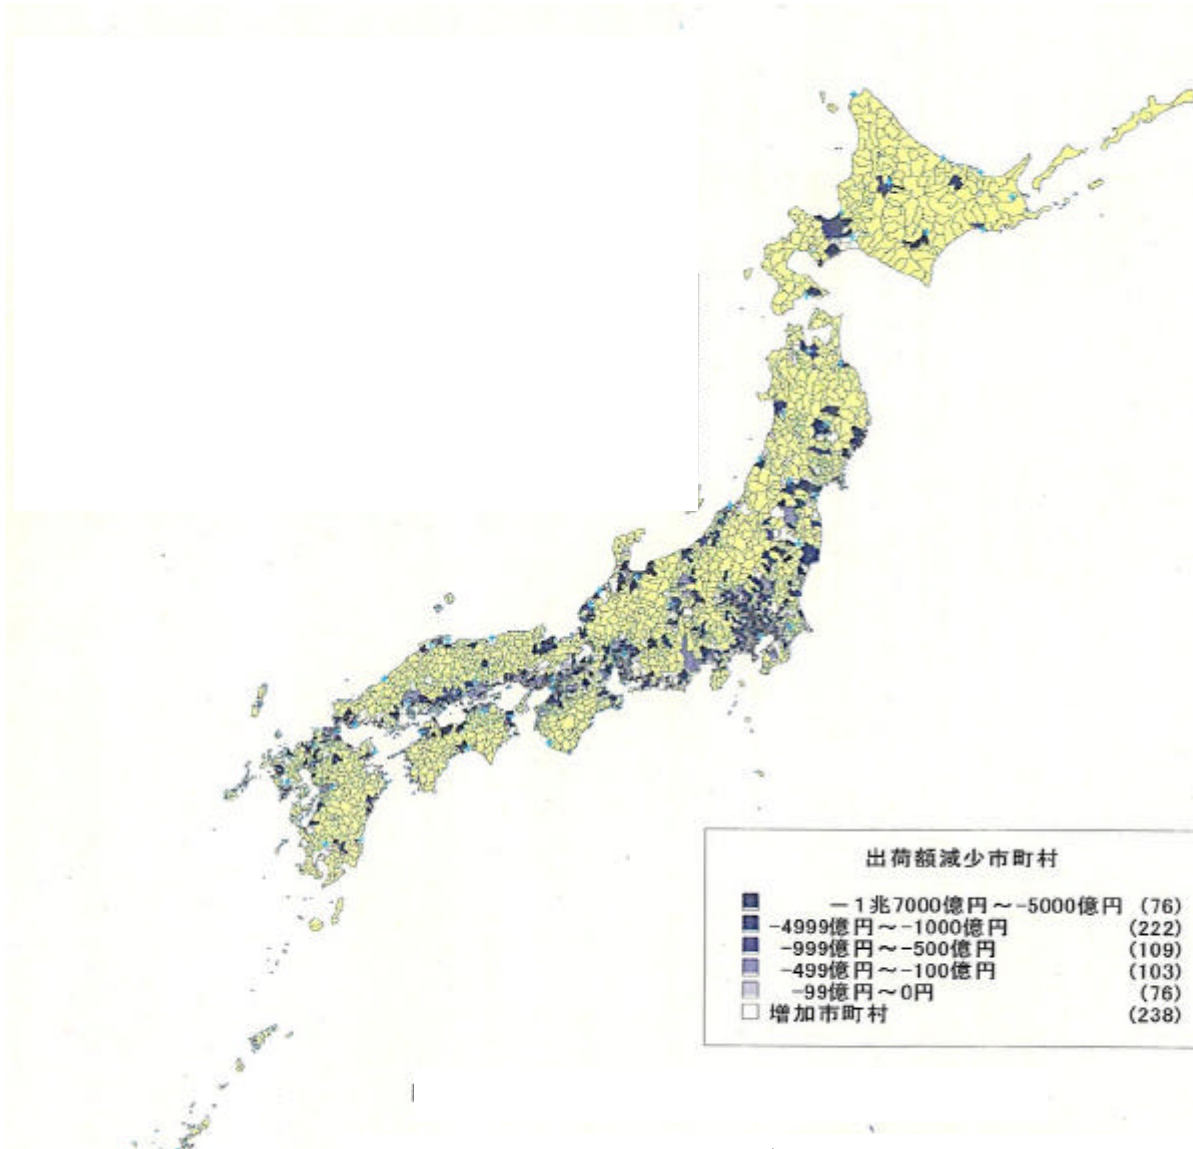 出荷額減少市町村
－1兆7000億円～-5000億円 (76)
-4999億円～-1000億円 (222)
-999億円～-500億円 (109)
-499億円～-100億円 (103)
-99億円～0円 (76)
増加市町村 (238)